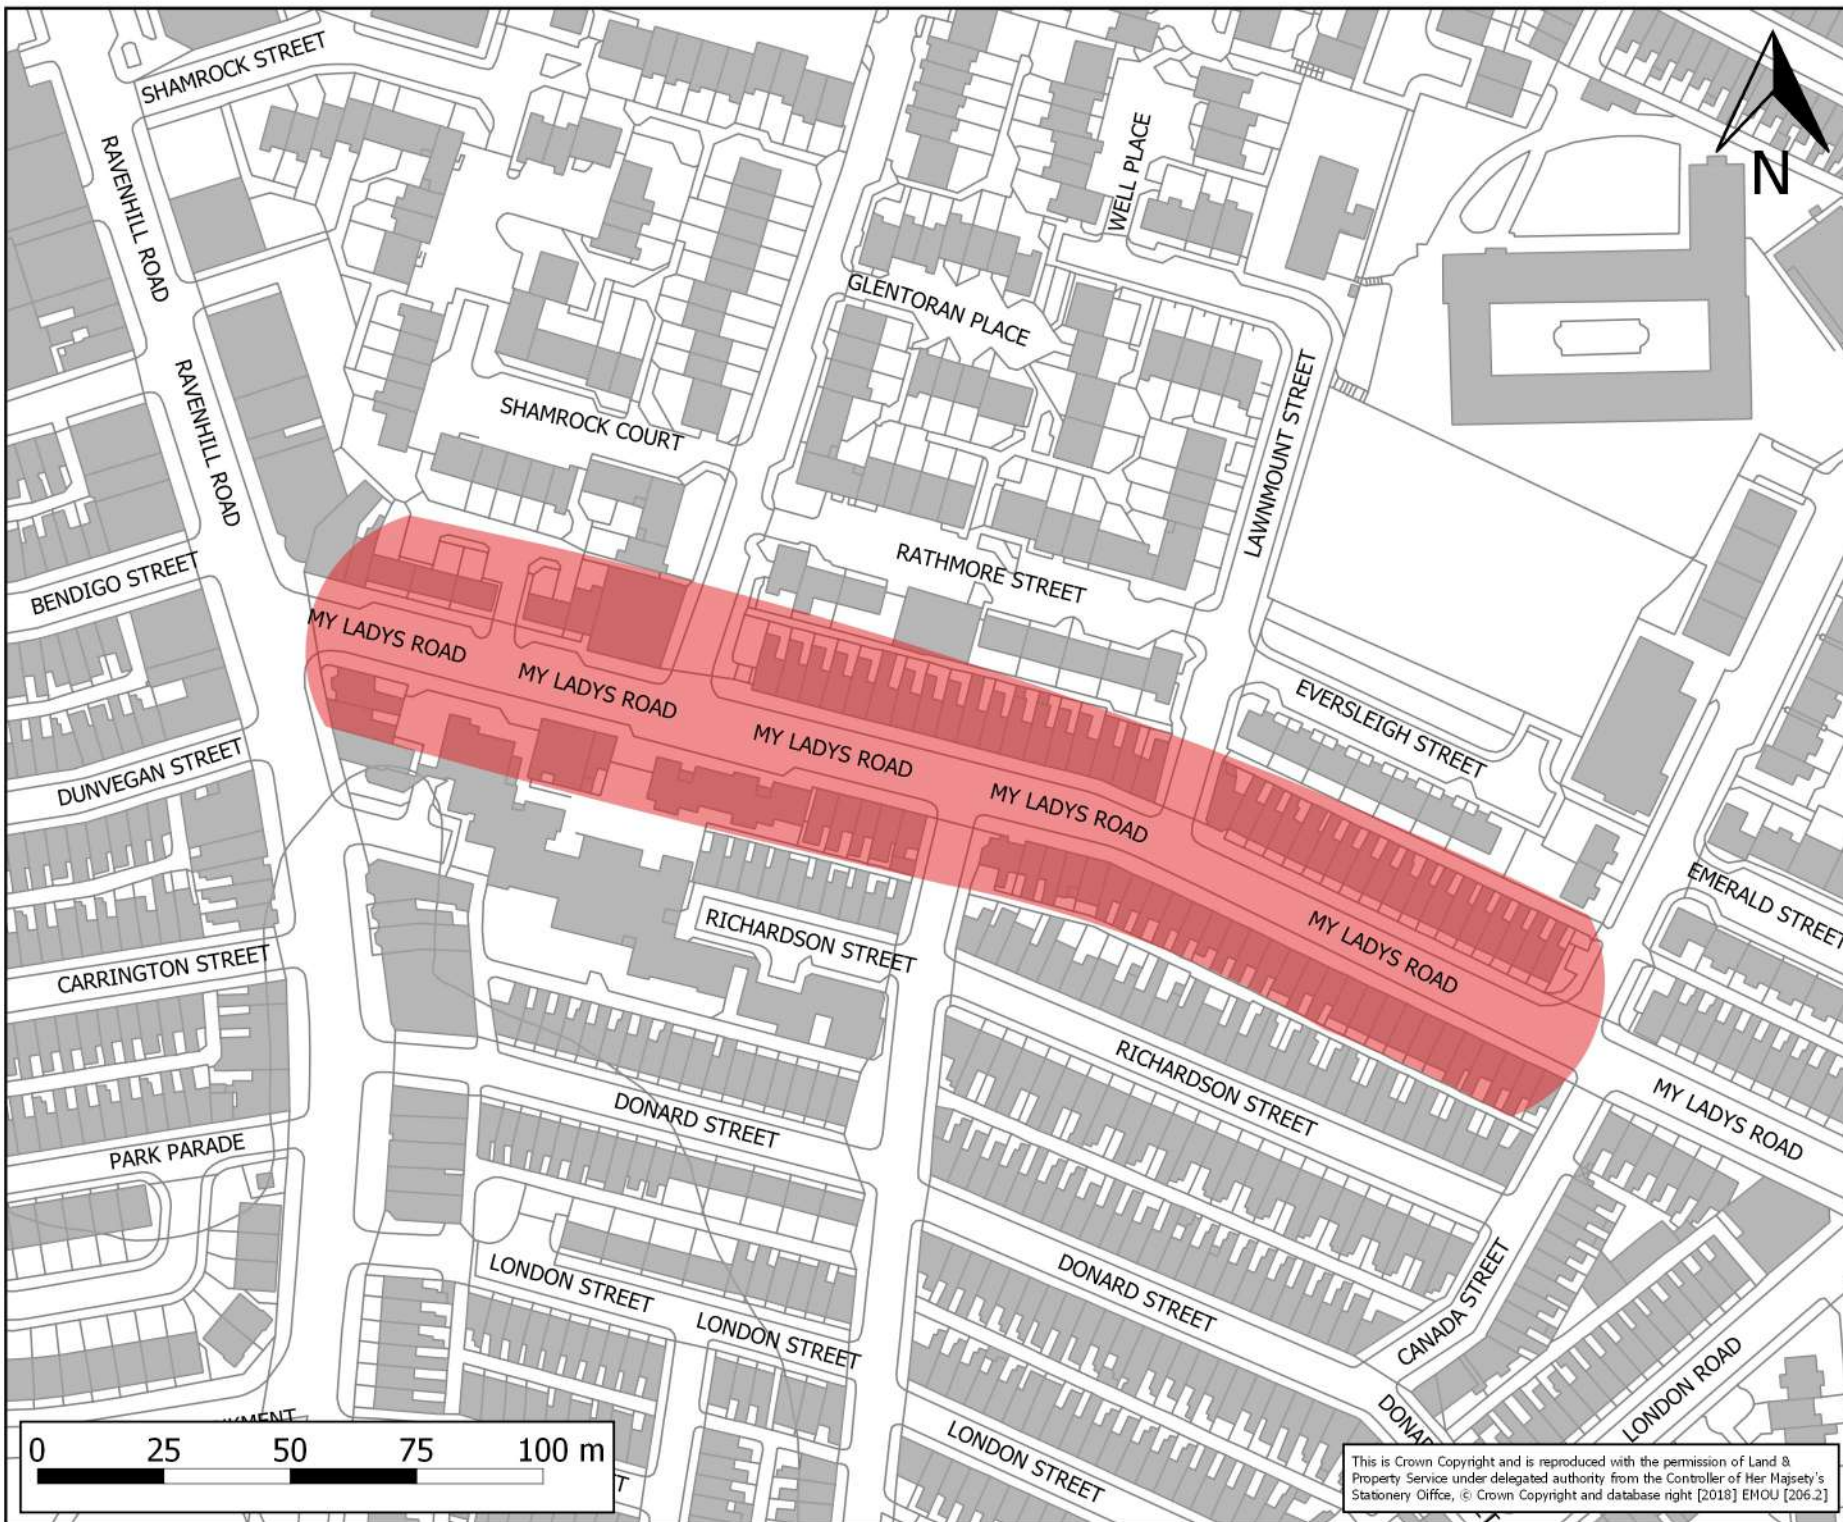 SHAMROCK STREET
RAVENHILL ROAD
WELL PLACE
N
GLENTORAN PLACE
RAVENHILL ROAD
SHAMROCK COURT
LAWNMOUNT STREET
RATHMORE STREET
BENDIGO STREET
MY LADYS ROAD
MY LADYS ROAD
EVERSLEIGH STREET
MY LADYS ROAD
DUNVEGAN STREET
MY LADYS ROAD
EMERALD STREET
MY LADYS ROAD
RICHARDSON STREET
CARRINGTON STREET
RICHARDSON STREET
DONARD STREET
MY LADYS ROAD
PARK PARADE
LONDON STREET
DONARD STREET
CANADA STREET
LONDON STREET
LONDON ROAD
LONDON STREET
0 25 50 75 100 m
This is Crown Copyright and is reproduced with the permission of Land &
Property Service under delegated authority from the Controller of Her Majsety's
Stationery Oiffce, © Crown Copyright and database right [2018] EMOU [206.2]